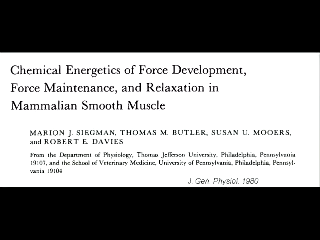 Chemical Energetics of Force Development,
Force Maintenance, and Relaxation in
Mammalian Smooth Muscle
MARION J. SIEGMAN, THOMAS M. BUTLER, SUSAN U. MOOERS,
and ROBERT E. DAVIES
From the Department of Physiology, Thomas Jefferson University, Philadelphia, Pennsylvania
19107, and the School of Veterinary Medicine, University of Pennsylvania, Philadelphia, Pennsyl-
vania 19104
J. Gen. Physiol. 1980